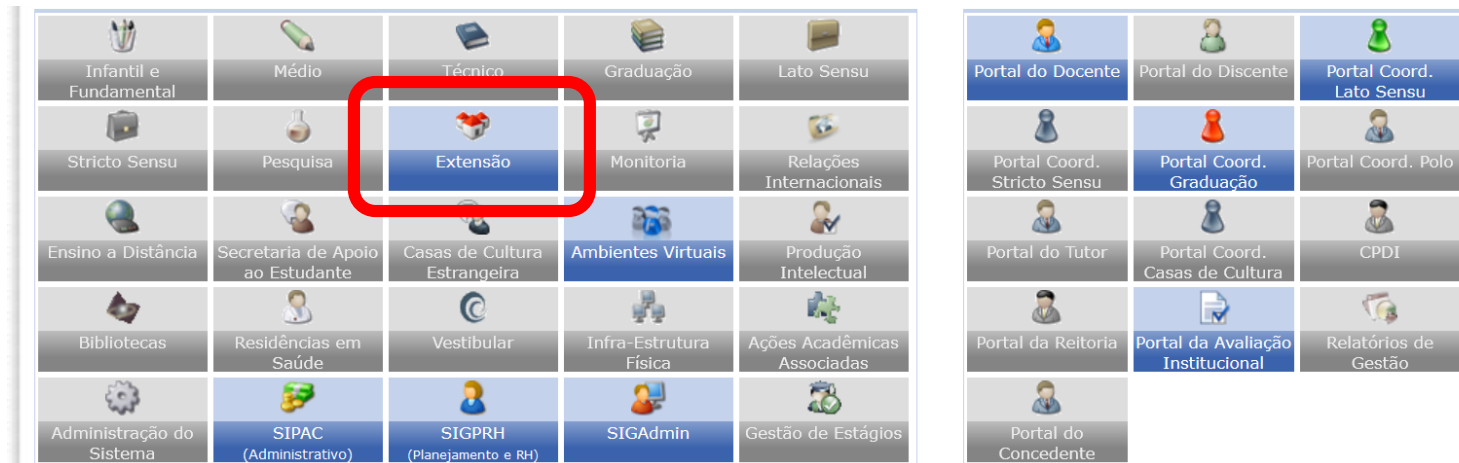 Infantil e
Fundamental
Médio
Técnico
Graduação
Lato Sensu
Stricto Sensu
Pesquisa
Extensão
Monitoria
Relações
Internacionais
Ensino a Distância
Secretaria de Apoio
ao Estudante
Casas de Cultura
Estrangeira
Ambientes Virtuais
Produção
Intelectual
Bibliotecas
Residências em
Saúde
Vestibular
Infra-Estrutura
Física
Ações Acadêmicas
Associadas
Administração do
Sistema
SIPAC
(Administrativo)
SIGPRH
(Planejamento e RH)
SIGAdmin
Gestão de Estágios
Portal do Docente
Portal do Discente
Portal Coord.
Lato Sensu
Portal Coord.
Stricto Sensu
Portal Coord.
Graduação
Portal Coord. Polo
Portal do Tutor
Portal Coord.
Casas de Cultura
CPDI
Portal da Reitoria
Portal da Avaliação
Institucional
Relatórios de
Gestão
Portal do
Concedente